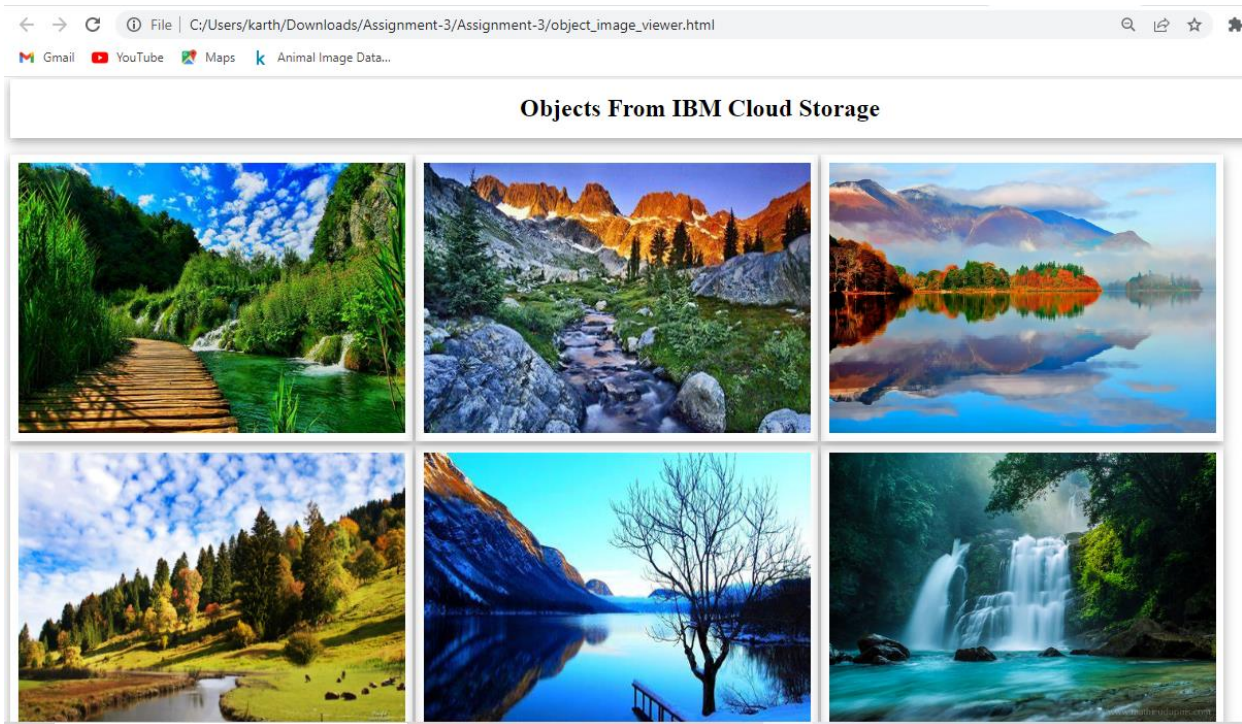 File | C:/Users/karth/Downloads/Assignment-3/Assignment-3/object_image_viewer.html
Gmail YouTube Maps k Animal Image Data...
Objects From IBM Cloud Storage